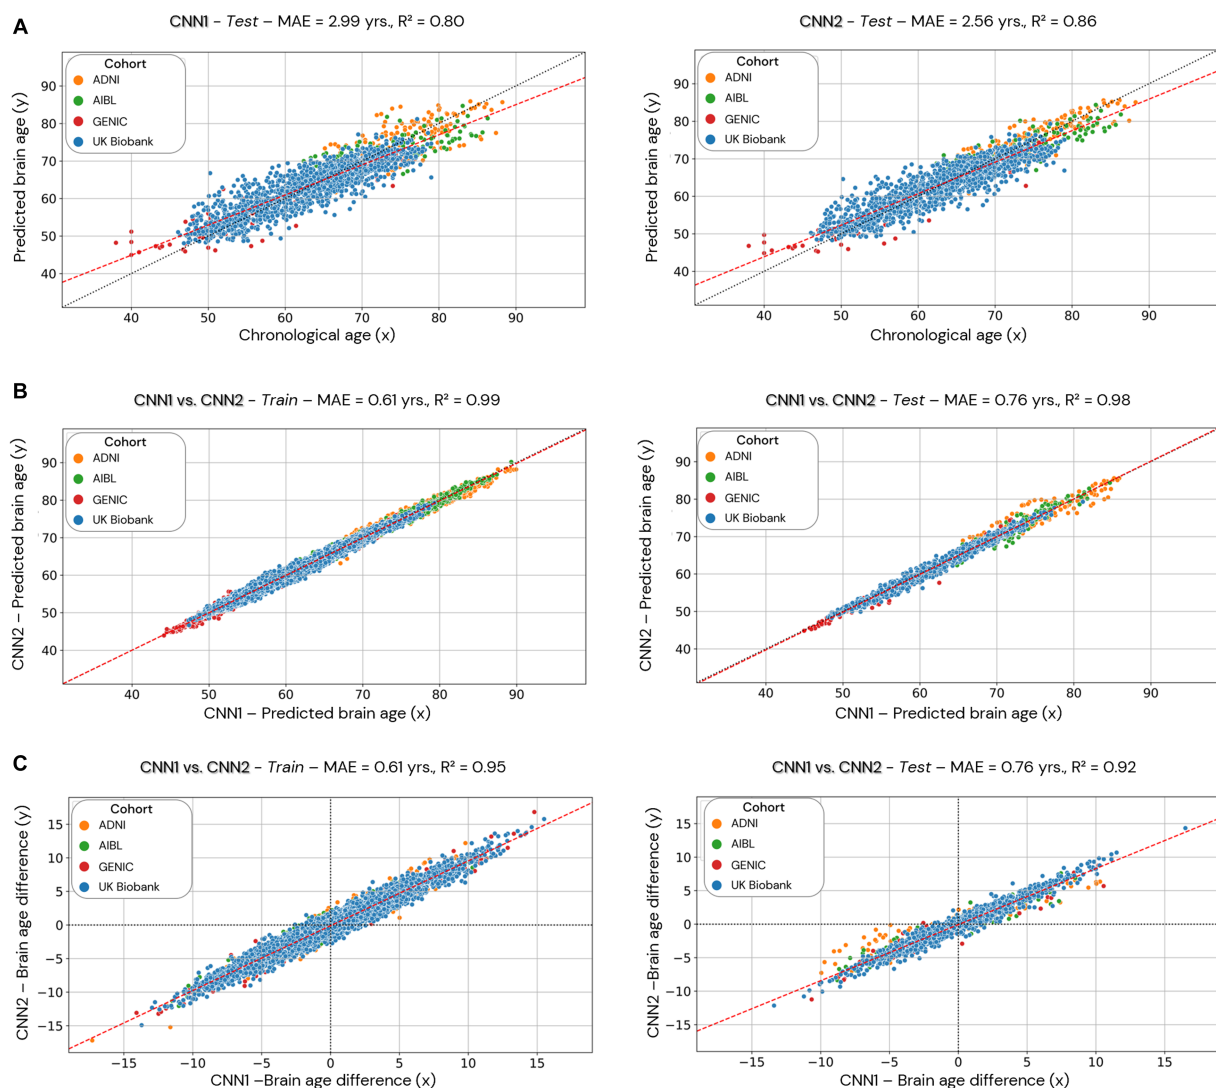 A
CNN1 – Test – MAE = 2.99 yrs., R² = 0.80
Cohort
ADNI
AIBL
GENIC
UK Biobank
Predicted brain age (y)
90
80
70
60
50
40
40 50 60 70 80 90
Chronological age (x)
CNN2 – Test – MAE = 2.56 yrs., R² = 0.86
Cohort
ADNI
AIBL
GENIC
UK Biobank
Predicted brain age (y)
90
80
70
60
50
40
40 50 60 70 80 90
Chronological age (x)
B
CNN1 vs. CNN2 – Train – MAE = 0.61 yrs., R² = 0.99
Cohort
ADNI
AIBL
GENIC
UK Biobank
CNN2 – Predicted brain age (y)
90
80
70
60
50
40
40 50 60 70 80 90
CNN1 – Predicted brain age (x)
CNN1 vs. CNN2 – Test – MAE = 0.76 yrs., R² = 0.98
Cohort
ADNI
AIBL
GENIC
UK Biobank
CNN2 – Predicted brain age (y)
90
80
70
60
50
40
40 50 60 70 80 90
CNN1 – Predicted brain age (x)
C
CNN1 vs. CNN2 – Train – MAE = 0.61 yrs., R² = 0.95
Cohort
ADNI
AIBL
GENIC
UK Biobank
CNN2 – Brain age difference (y)
15
10
5
0
−5
−10
−15
−15 −10 −5 0 5 10 15
CNN1 –Brain age difference (x)
CNN1 vs. CNN2 – Test – MAE = 0.76 yrs., R² = 0.92
Cohort
ADNI
AIBL
GENIC
UK Biobank
CNN2 –Brain age difference (y)
15
10
5
0
−5
−10
−15
−15 −10 −5 0 5 10 15
CNN1 –Brain age difference (x)